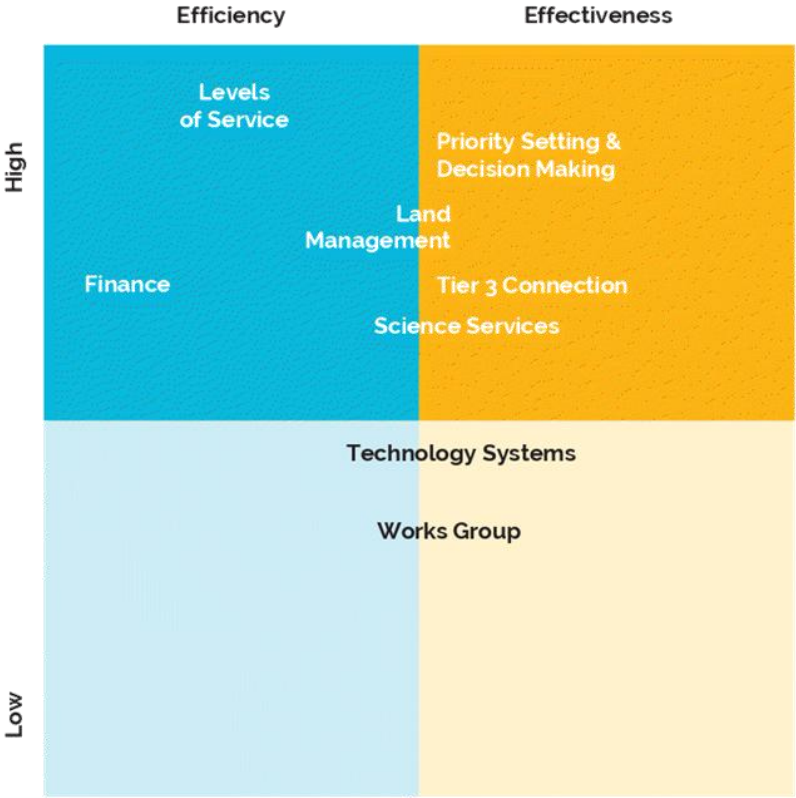 Efficiency
Effectiveness
High
Levels
of Service
Priority Setting &
Decision Making
Land
Management
Finance
Tier 3 Connection
Science Services
Technology Systems
Works Group
Low